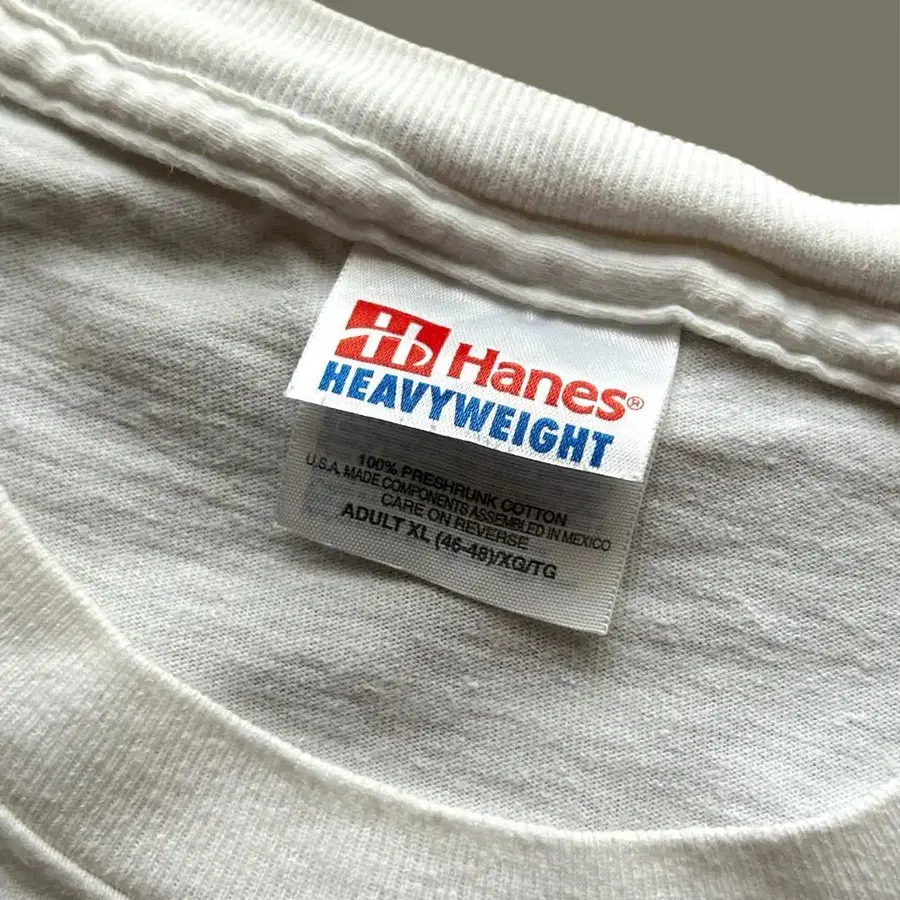 Hanes®
HEAVYWEIGHT
100% PRESHRUNK COTTON
U.S.A. MADE COMPONENTS ASSEMBLED IN MEXICO
CARE ON REVERSE
ADULT XL (46-48)/XG/TG